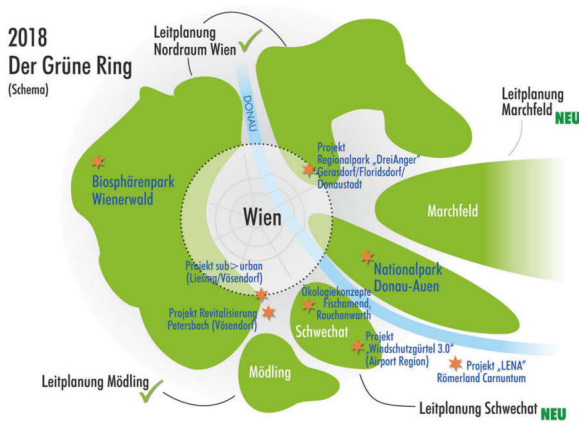 2018
Der Grüne Ring
(Schema)
Leitplanung
Nordraum Wien
DONAU
Leitplanung
Marchfeld NEU
Projekt
Regionalpark „DreiAnger"
Gerasdorf/Floridsdorf/
Donaustadt
Biosphärenpark
Wienerwald
Wien
Marchfeld
Projekt sub>urban
(Liesing/Vösendorf)
Nationalpark
Donau-Auen
Ökologiekonzepte
Fischamend,
Rauchenwarth
Projekt Revitalisierung
Petersbach (Vösendorf)
Schwechat
Projekt
„Windschutzgürtel 3.0"
(Airport Region)
Mödling
Projekt „LENA"
Römerland Carnuntum
Leitplanung Mödling
Leitplanung Schwechat NEU